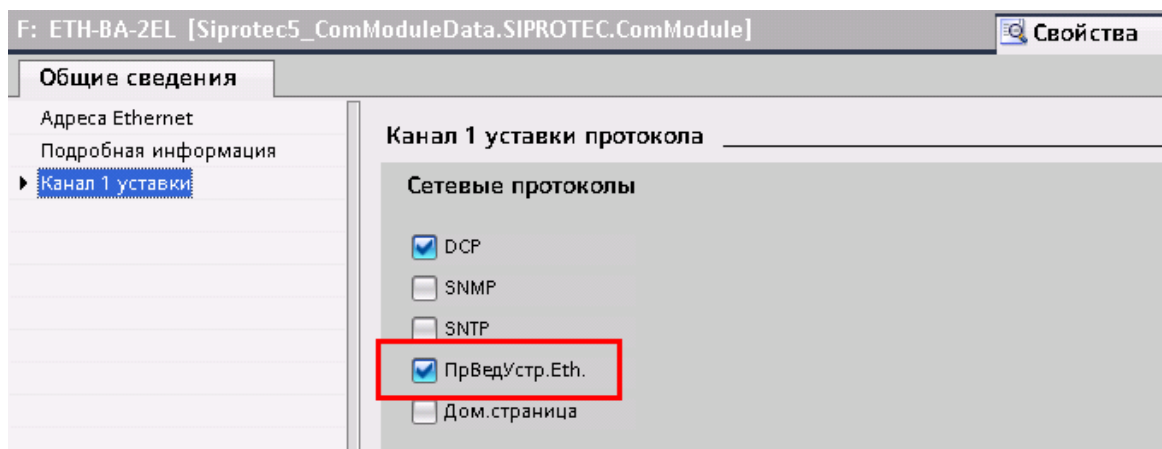 F: ETH-BA-2EL [Siprotec5_ComModuleData.SIPROTEC.ComModule]
Свойства
Общие сведения
Адреса Ethernet
Подробная информация
Канал 1 уставки
Канал 1 уставки протокола
Сетевые протоколы
DCP
SNMP
SNTP
ПрВедУстр.Eth.
Дом.страница